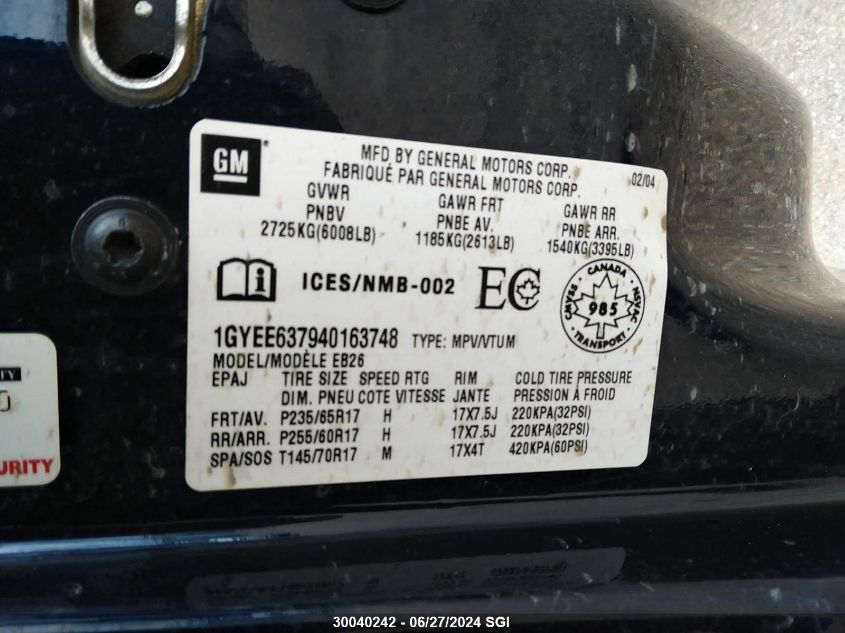 GM
MFD BY GENERAL MOTORS CORP. 02/04
FABRIQUÉ PAR GENERAL MOTORS CORP.
GVWR GAWR FRT GAWR RR
PNBV PNBE AV. PNBE ARR.
2725KG(6008LB) 1185KG(2613LB) 1540KG(3395LB)
ICES/NMB-002 EC CANADA CMVSS NSVAC 985 TRANSPORT
1GYEE637940163748 TYPE: MPV/VTUM
MODEL/MODÈLE EB26
EPAJ TIRE SIZE SPEED RTG RIM COLD TIRE PRESSURE
DIM. PNEU COTE VITESSE JANTE PRESSION À FROID
FRT/AV. P235/65R17 H 17X7.5J 220KPA(32PSI)
RR/ARR. P255/60R17 H 17X7.5J 220KPA(32PSI)
SPA/SOS T145/70R17 M 17X4T 420KPA(60PSI)
30040242 - 06/27/2024 SGI